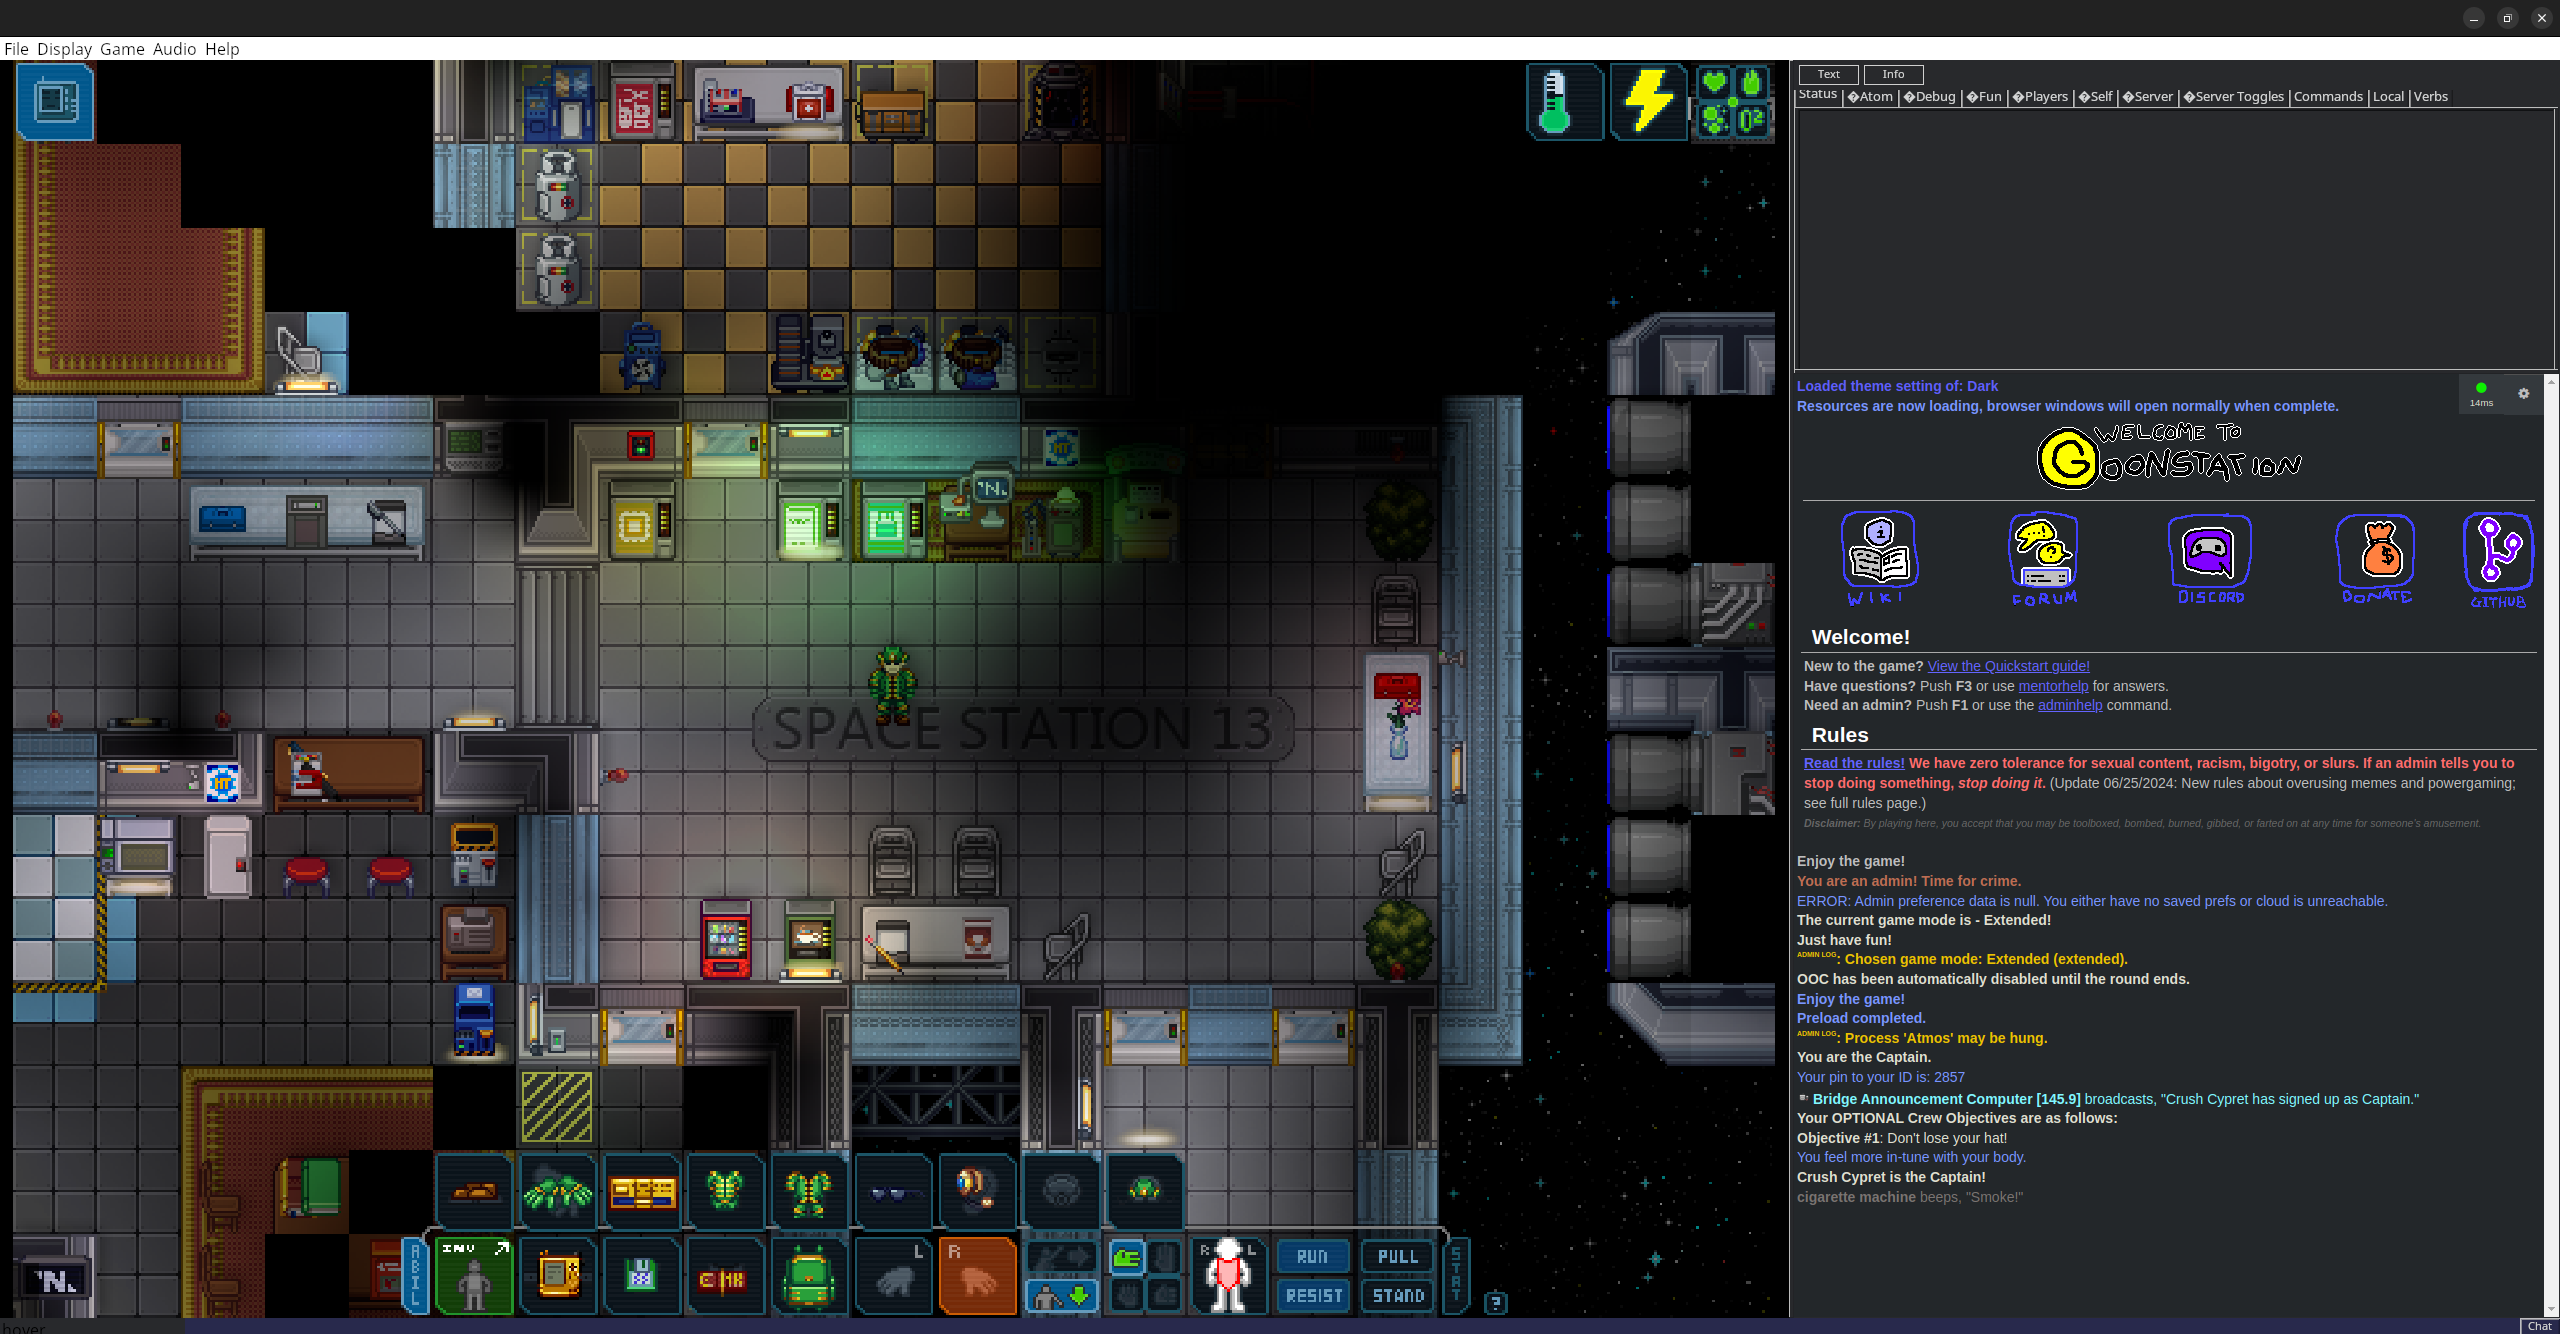 File Display Game Audio Help
Text Info
Status �Atom �Debug �Fun �Players �Self �Server �Server Toggles Commands Local Verbs
14ms
Loaded theme setting of: Dark
Resources are now loading, browser windows will open normally when complete.
WELCOME TO
GOONSTATION
WIKI FORUM DISCORD DONATE GITHUB
Welcome!
New to the game? View the Quickstart guide!
Have questions? Push F3 or use mentorhelp for answers.
Need an admin? Push F1 or use the adminhelp command.
Rules
Read the rules! We have zero tolerance for sexual content, racism, bigotry, or slurs. If an admin tells you to
stop doing something, stop doing it. (Update 06/25/2024: New rules about overusing memes and powergaming;
see full rules page.)
Disclaimer: By playing here, you accept that you may be toolboxed, bombed, burned, gibbed, or farted on at any time for someone's amusement.
Enjoy the game!
You are an admin! Time for crime.
ERROR: Admin preference data is null. You either have no saved prefs or cloud is unreachable.
The current game mode is - Extended!
Just have fun!
ADMIN LOG: Chosen game mode: Extended (extended).
OOC has been automatically disabled until the round ends.
Enjoy the game!
Preload completed.
ADMIN LOG: Process 'Atmos' may be hung.
You are the Captain.
Your pin to your ID is: 2857
Bridge Announcement Computer [145.9] broadcasts, "Crush Cypret has signed up as Captain."
Your OPTIONAL Crew Objectives are as follows:
Objective #1: Don't lose your hat!
You feel more in-tune with your body.
Crush Cypret is the Captain!
cigarette machine beeps, "Smoke!"
SPACE STATION 13
O²
NT
NT
'N.
'N.
ABIL
INV
L
R
R L
RUN PULL
RESIST STAND
STAT
?
hover
Chat